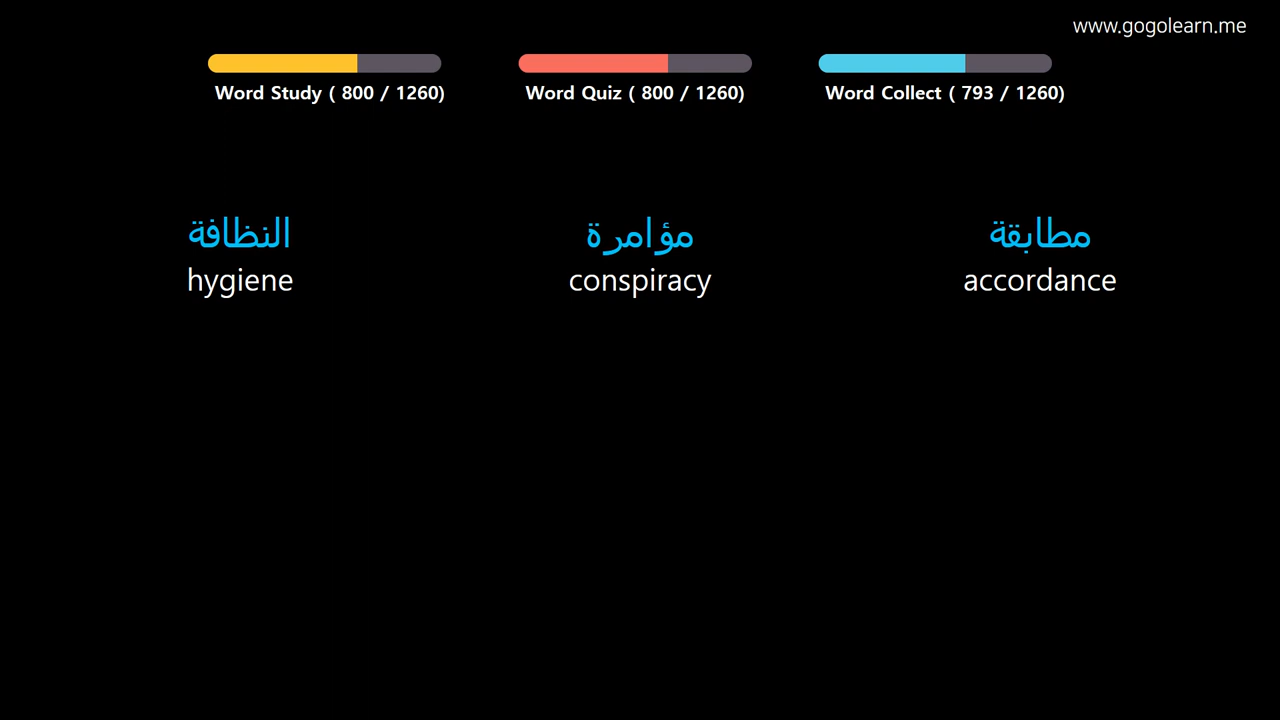 www.gogolearn.me
Word Study ( 800 / 1260)
Word Quiz ( 800 / 1260)
Word Collect ( 793 / 1260)
النظافة
hygiene
مؤامرة
conspiracy
مطابقة
accordance